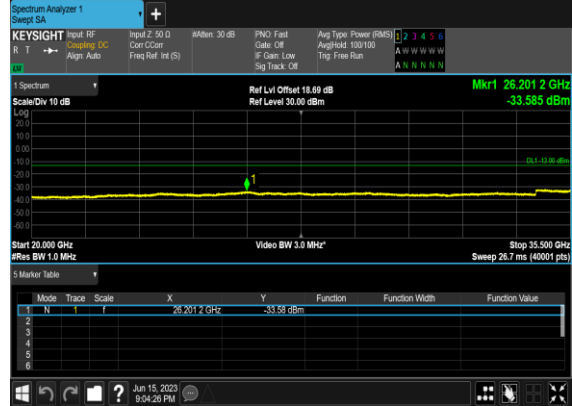 Spectrum Analyzer 1
Swept SA
+
KEYSIGHT Input: RF Input Z: 50 Ω #Atten: 30 dB PNO: Fast Avg Type: Power (RMS) 1 2 3 4 5 6
R T Coupling: DC Corr CCorr Gate: Off Avg|Hold: 100/100 A W W W W W
Align: Auto Freq Ref: Int (S) IF Gain: Low Trig: Free Run
Sig Track: Off A N N N N N
1 Spectrum Ref Lvl Offset 18.69 dB Mkr1 26.201 2 GHz
Scale/Div 10 dB Ref Level 30.00 dBm -33.585 dBm
Log
20.0
10.0
0.00
-10.0
DL1 -13.00 dBm
-20.0
1
-30.0
-40.0
-50.0
-60.0
Start 20.000 GHz Video BW 3.0 MHz* Stop 35.500 GHz
#Res BW 1.0 MHz Sweep 26.7 ms (40001 pts)
5 Marker Table
Mode Trace Scale X Y Function Function Width Function Value
1 N 1 f 26.201 2 GHz -33.58 dBm
2
3
4
5
6
? Jun 15, 2023
9:04:26 PM